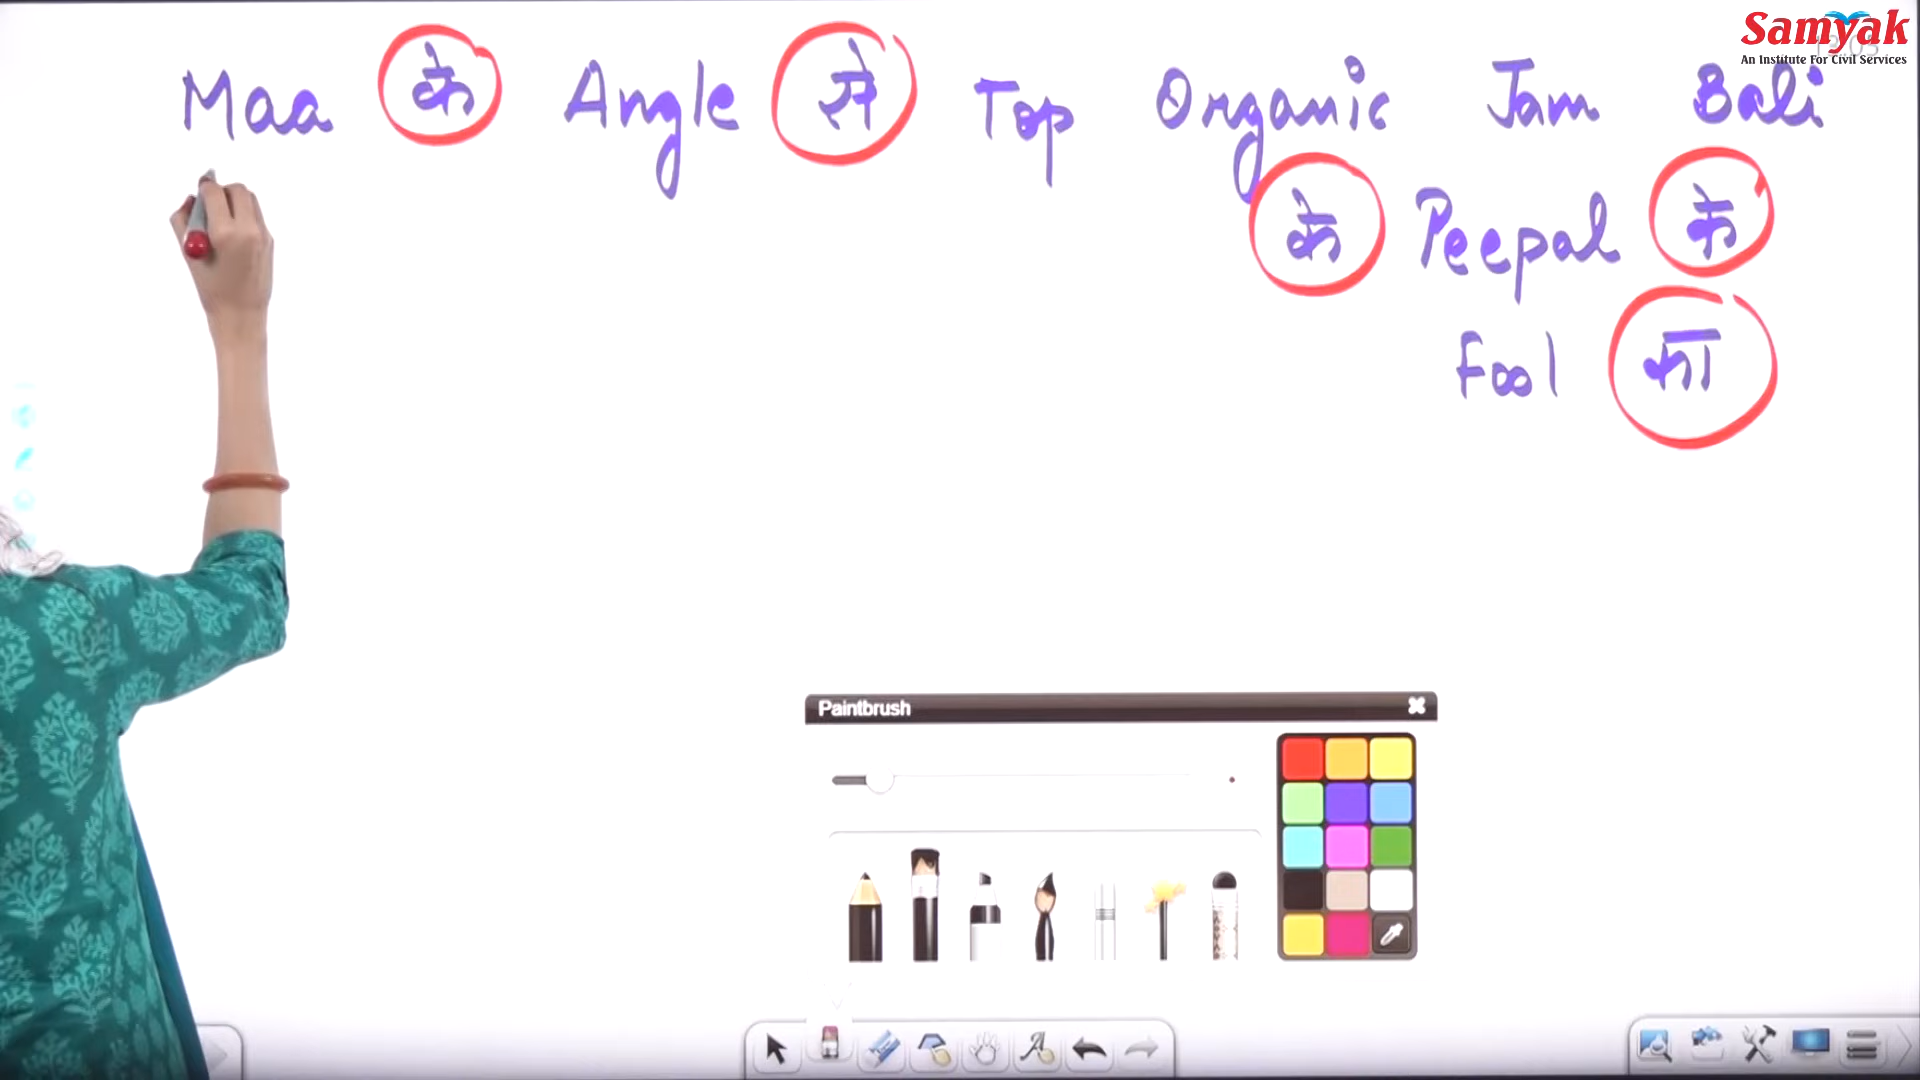 Maa के Angle से Top Organic Jam Bali
के Peepal के
Fool का
Samyak
An Institute For Civil Services
Paintbrush